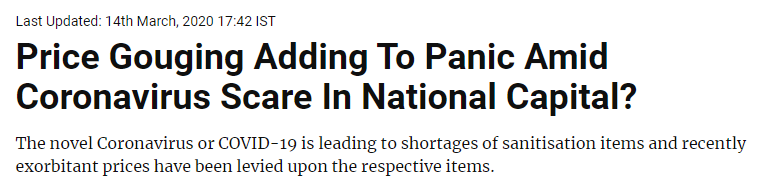 Last Updated: 14th March, 2020 17:42 IST
Price Gouging Adding To Panic Amid
Coronavirus Scare In National Capital?
The novel Coronavirus or COVID-19 is leading to shortages of sanitisation items and recently
exorbitant prices have been levied upon the respective items.